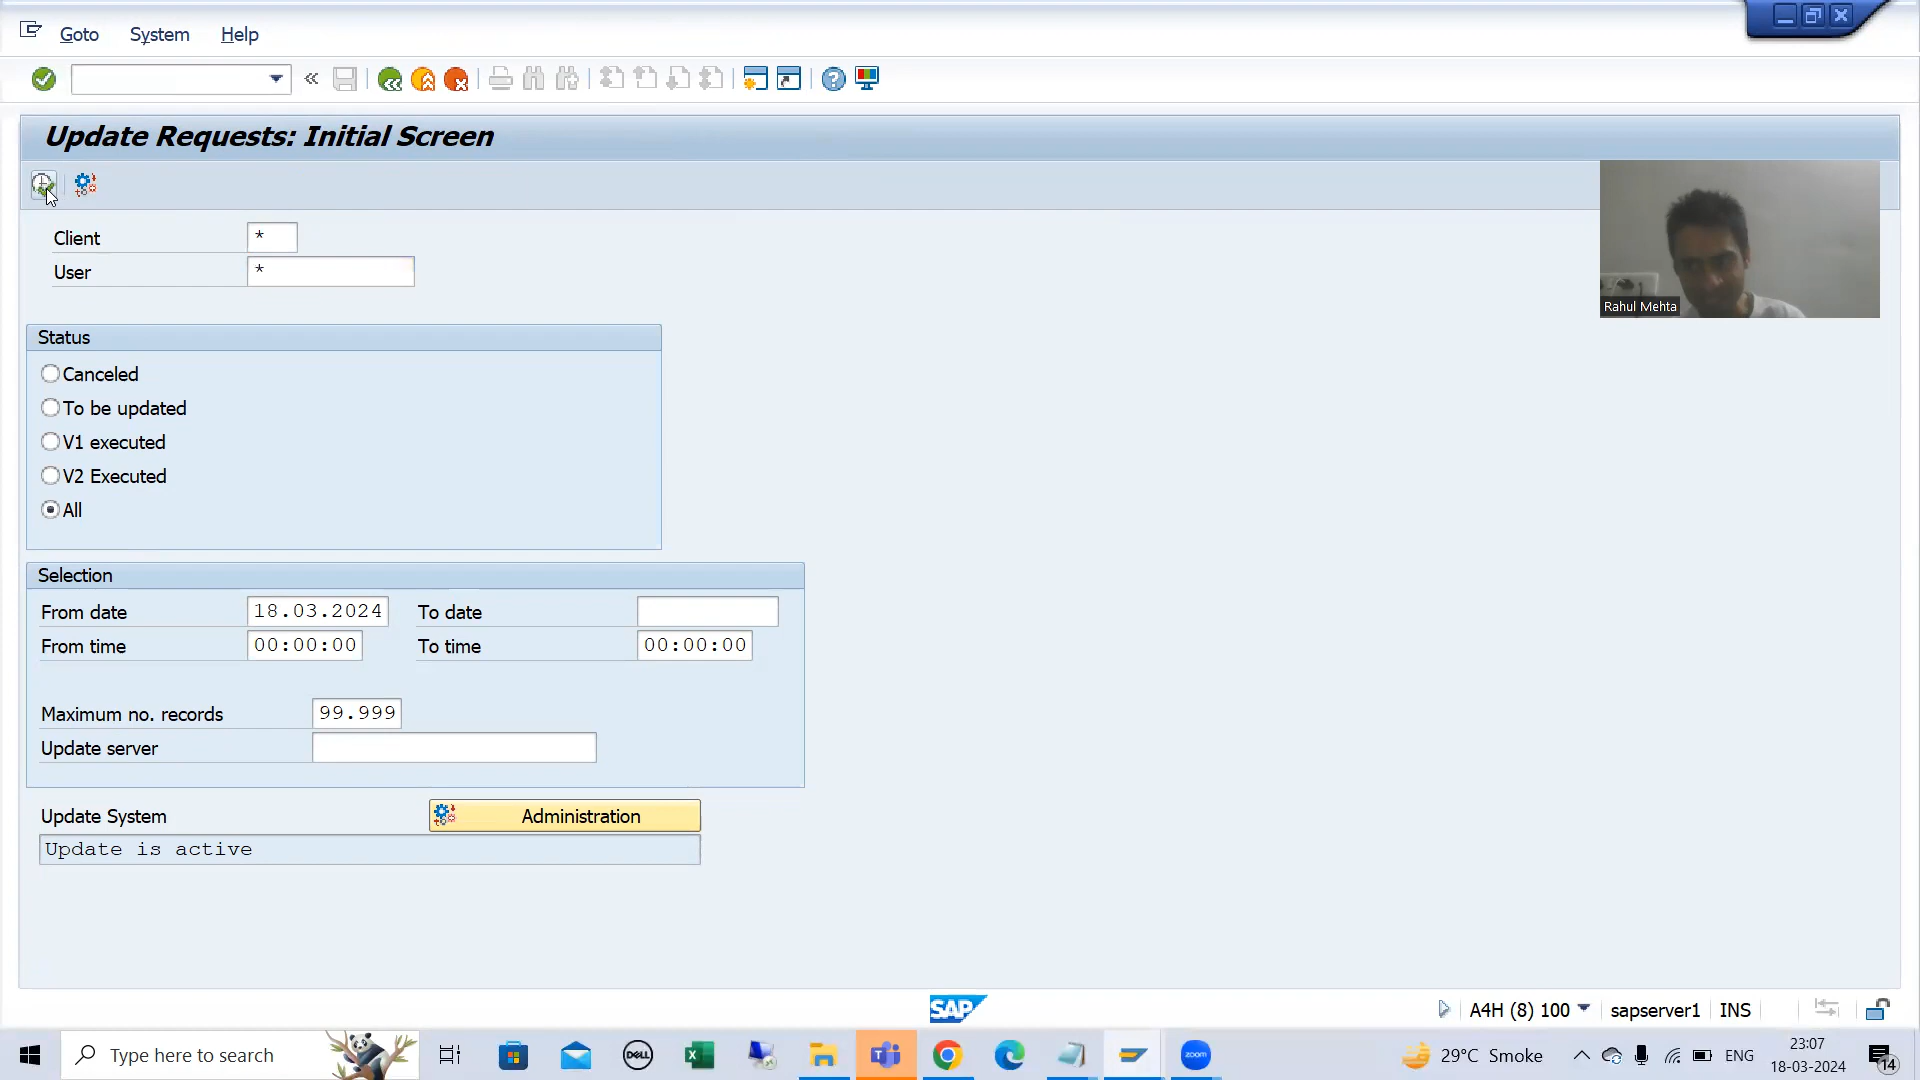 Goto System Help
Update Requests: Initial Screen
Client *
User *
Rahul Mehta
Status
Canceled
To be updated
V1 executed
V2 Executed
All
Selection
From date 18.03.2024 To date
From time 00:00:00 To time 00:00:00
Maximum no. records 99.999
Update server
Update System Administration
Update is active
SAP A4H (8) 100 sapserver1 INS
Type here to search DELL zoom 29°C Smoke ENG 23:07
18-03-2024 14